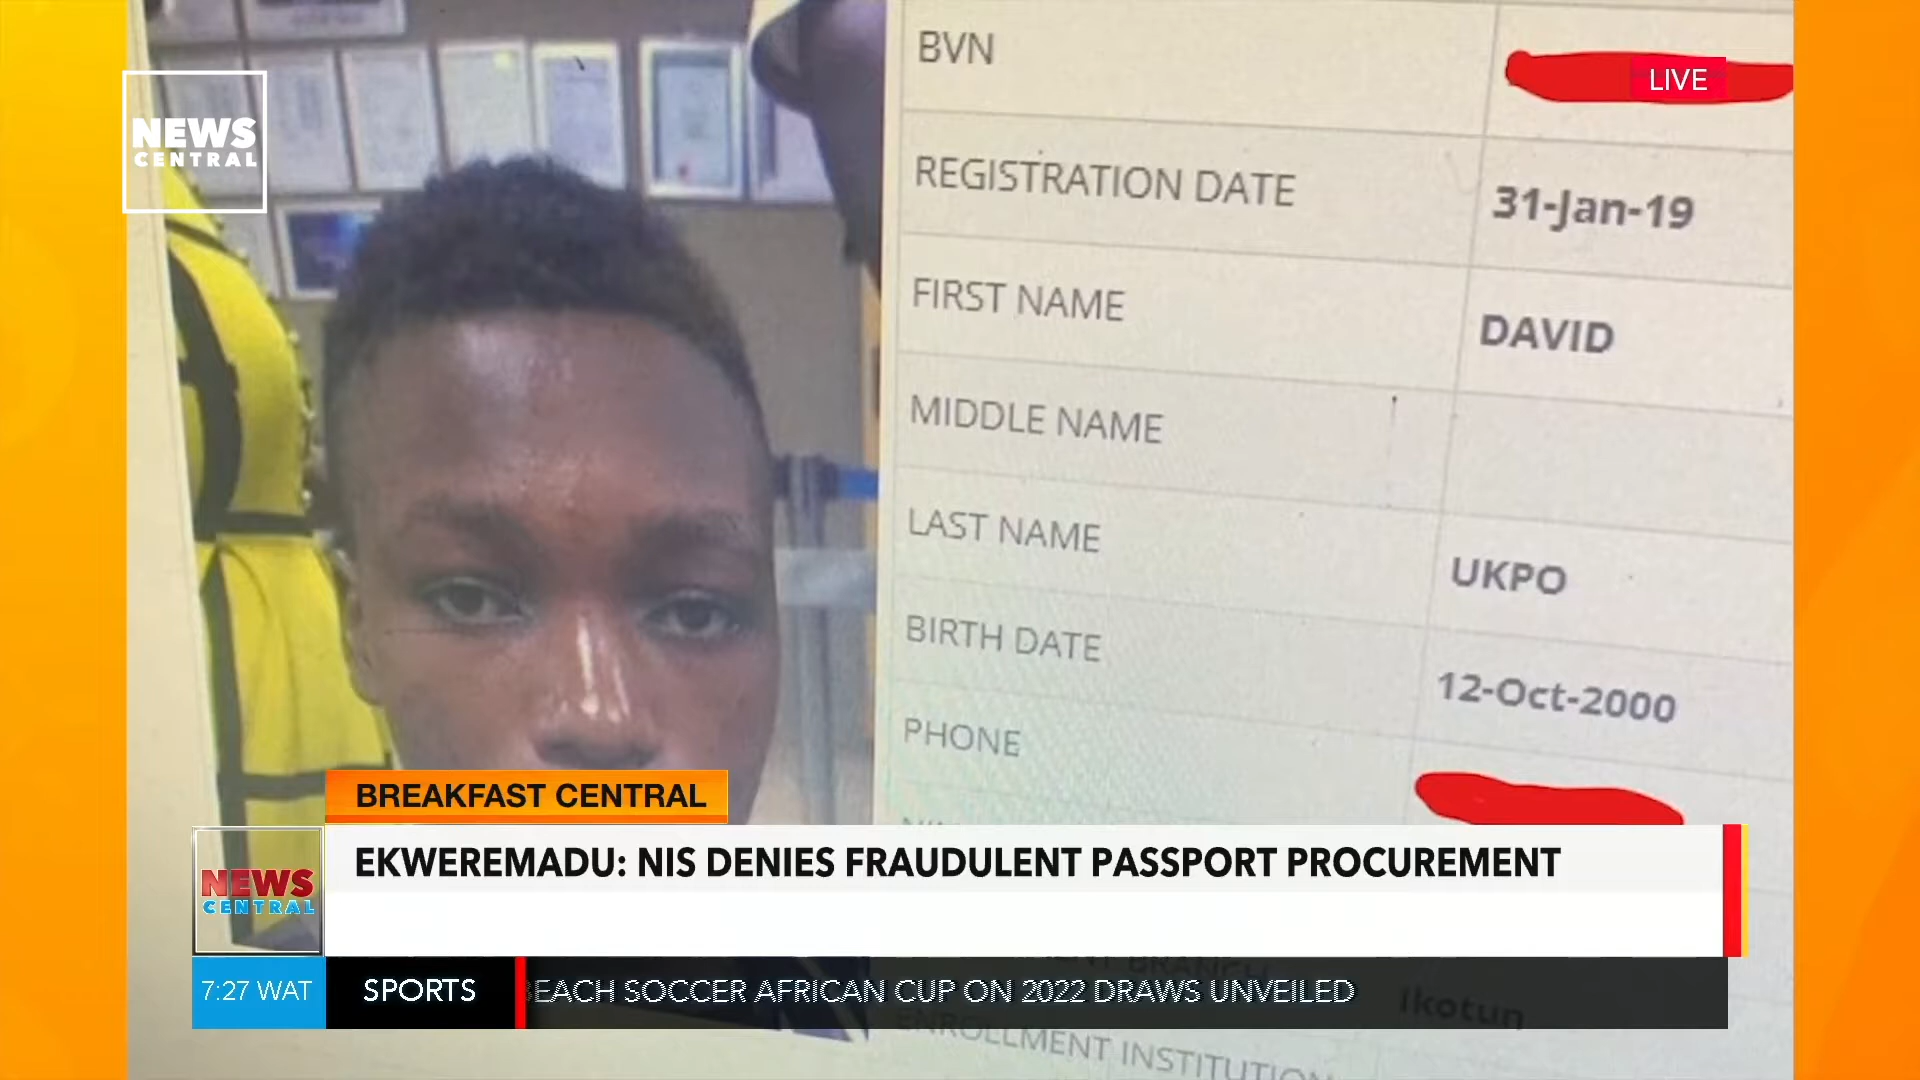 NEWS
CENTRAL
LIVE
BVN
REGISTRATION DATE
31-Jan-19
FIRST NAME
DAVID
MIDDLE NAME
LAST NAME
UKPO
BIRTH DATE
12-Oct-2000
PHONE
BREAKFAST CENTRAL
EKWEREMADU: NIS DENIES FRAUDULENT PASSPORT PROCUREMENT
NEWS
CENTRAL
7:27 WAT
SPORTS
BEACH SOCCER AFRICAN CUP ON 2022 DRAWS UNVEILED
BRANCH
Ikotun
ENROLLMENT INSTITUTION